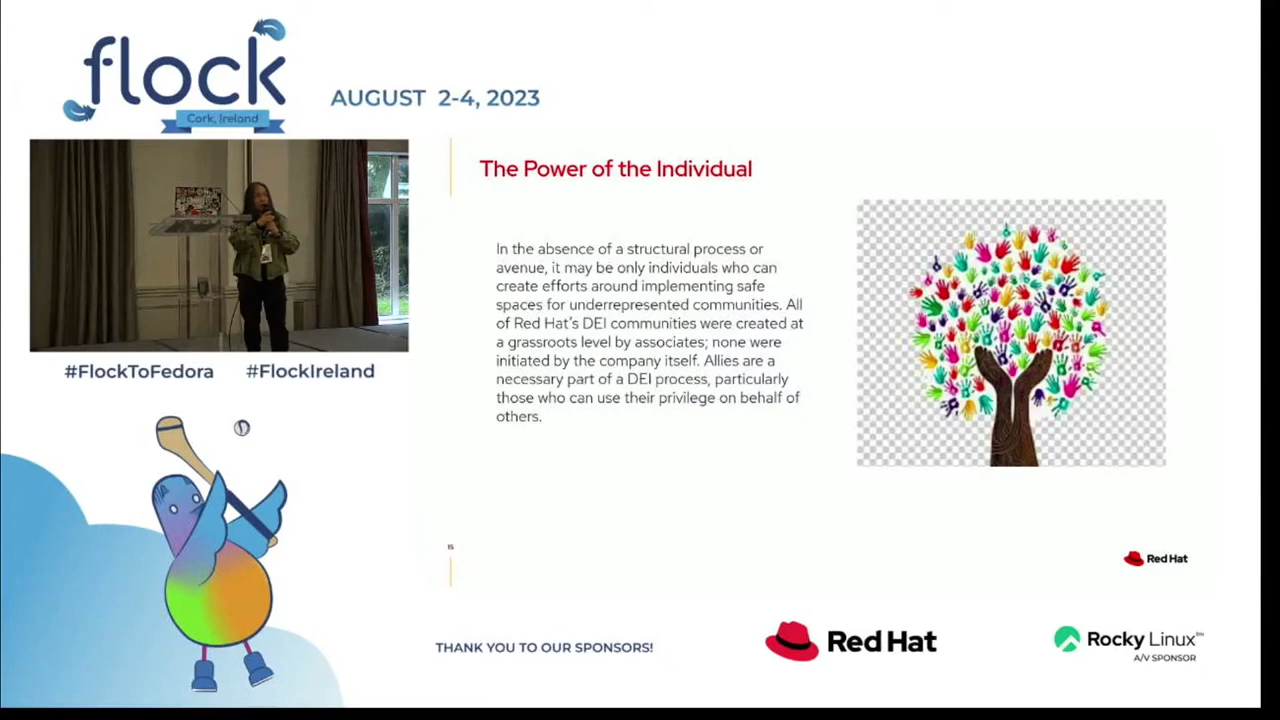 flock
Cork, Ireland
AUGUST 2-4, 2023
The Power of the Individual
In the absence of a structural process or
avenue, it may be only individuals who can
create efforts around implementing safe
spaces for underrepresented communities. All
of Red Hat's DEI communities were created at
a grassroots level by associates; none were
initiated by the company itself. Allies are a
necessary part of a DEI process, particularly
those who can use their privilege on behalf of
others.
#FlockToFedora #FlockIreland
15
Red Hat
THANK YOU TO OUR SPONSORS!
Red Hat
Rocky Linux™
A/V SPONSOR